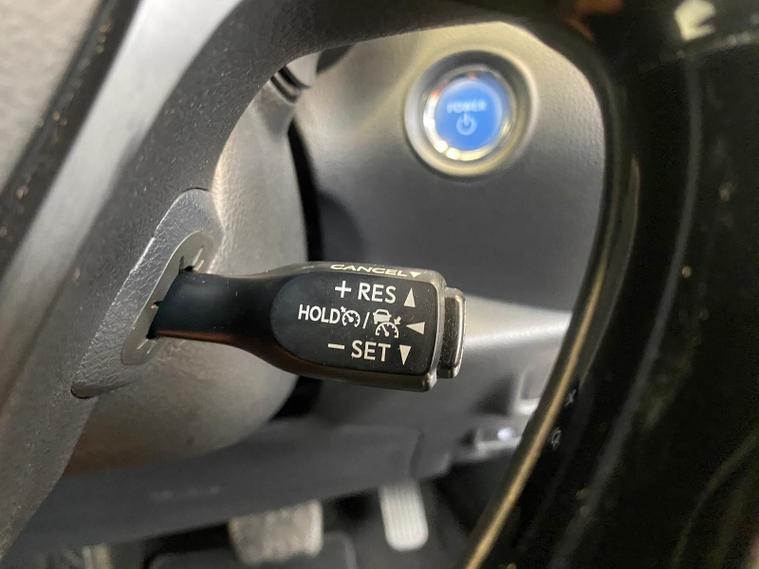 POWER
CANCEL▼
+ RES ▲
HOLD / ◄
− SET ▼